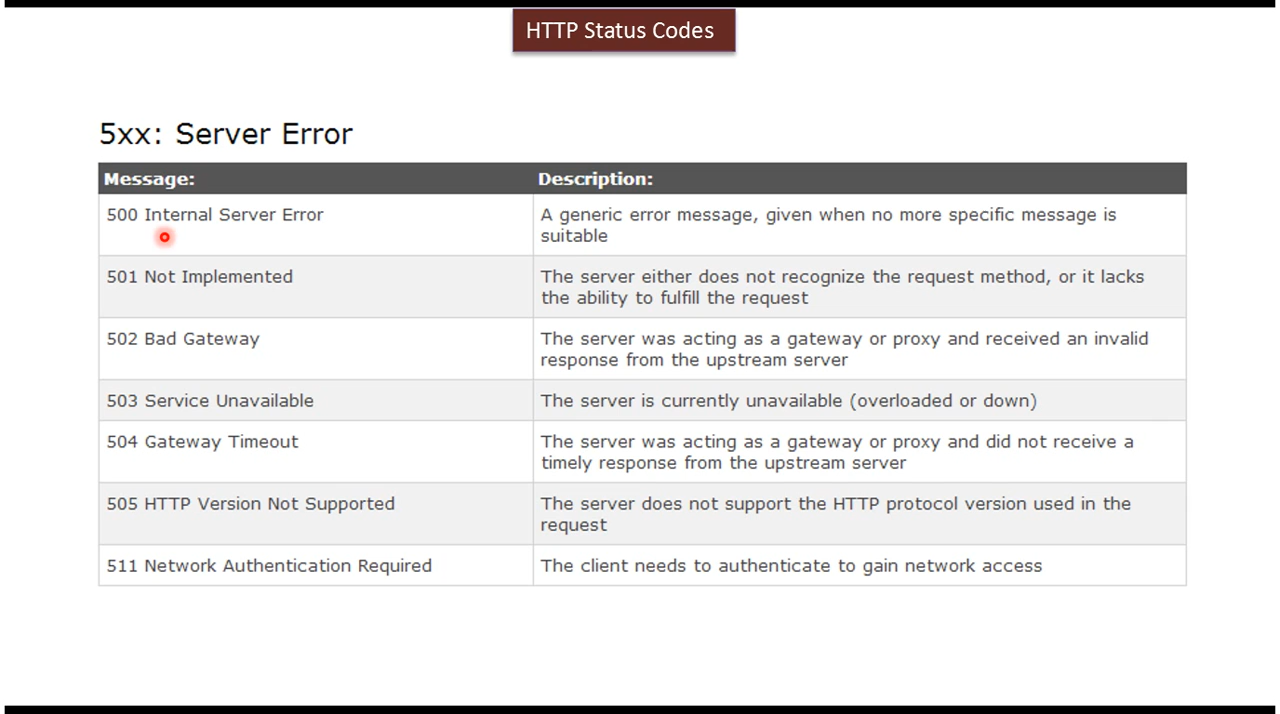 HTTP Status Codes
5xx: Server Error
Message: Description:
500 Internal Server Error A generic error message, given when no more specific message is
suitable
501 Not Implemented The server either does not recognize the request method, or it lacks
the ability to fulfill the request
502 Bad Gateway The server was acting as a gateway or proxy and received an invalid
response from the upstream server
503 Service Unavailable The server is currently unavailable (overloaded or down)
504 Gateway Timeout The server was acting as a gateway or proxy and did not receive a
timely response from the upstream server
505 HTTP Version Not Supported The server does not support the HTTP protocol version used in the
request
511 Network Authentication Required The client needs to authenticate to gain network access